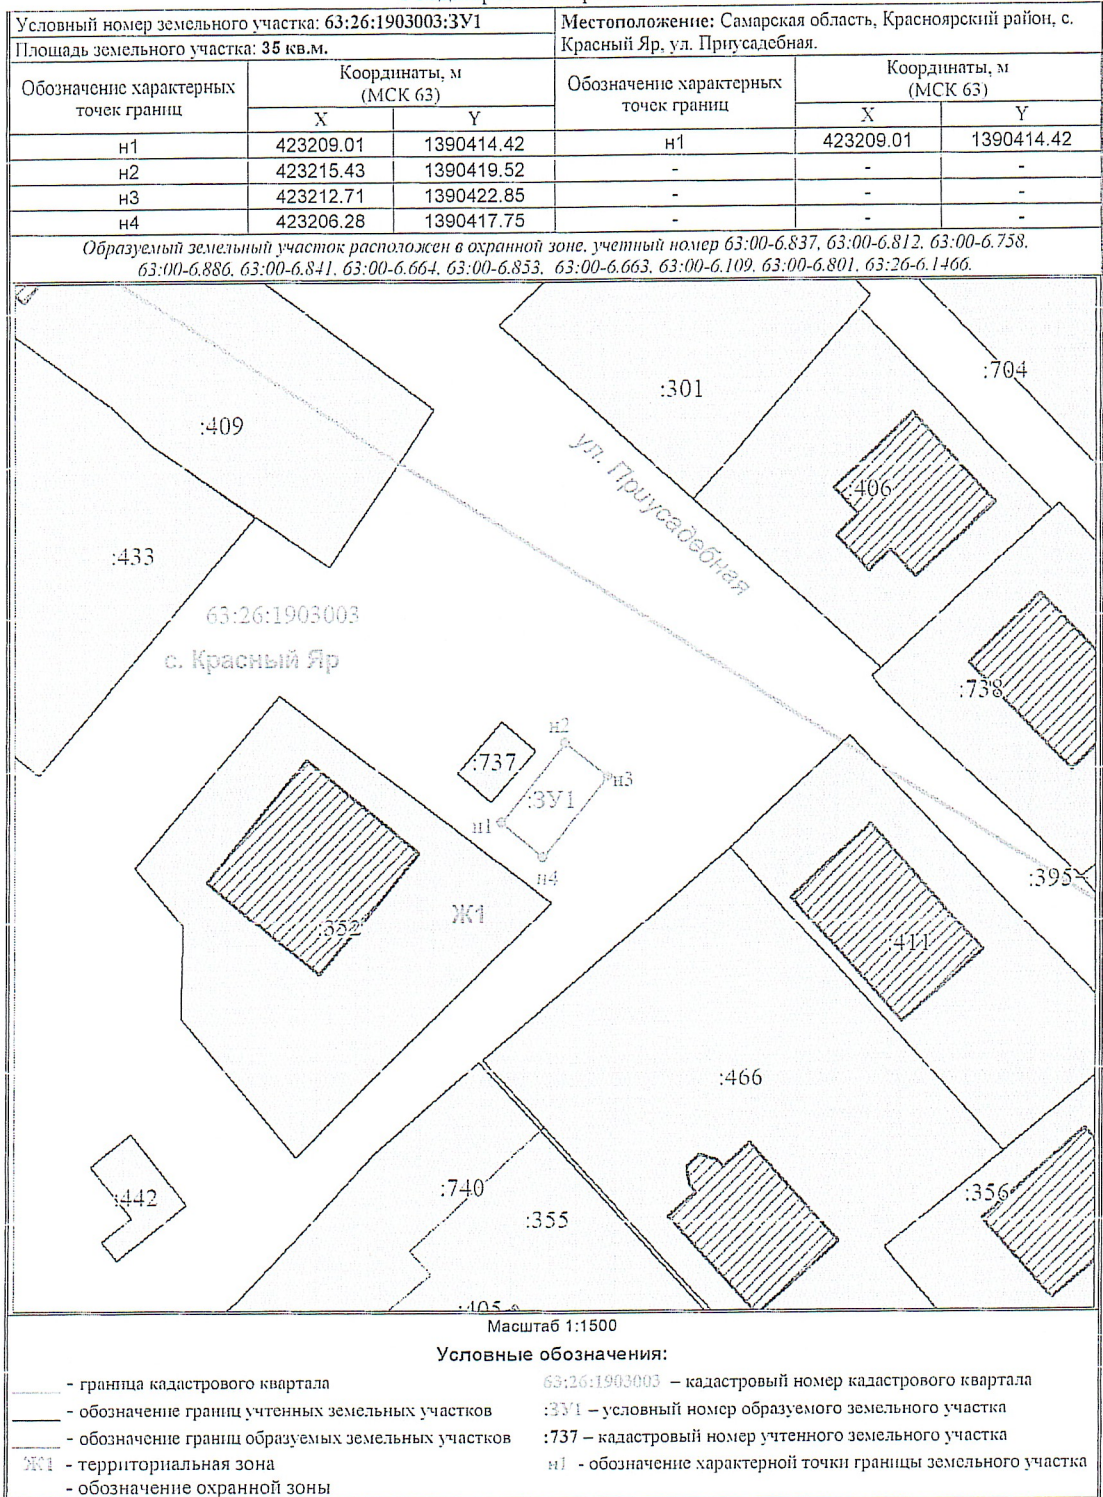 Условный номер земельного участка: 63:26:1903003:ЗУ1
Площадь земельного участка: 35 кв.м.
Местоположение: Самарская область, Красноярский район, с.
Красный Яр, ул. Приусадебная.
Обозначение характерных
точек границ
Координаты, м
(МСК 63)
X Y
Обозначение характерных
точек границ
Координаты, м
(МСК 63)
X Y
н1 423209.01 1390414.42 н1 423209.01 1390414.42
н2 423215.43 1390419.52 - - -
н3 423212.71 1390422.85 - - -
н4 423206.28 1390417.75 - - -
Образуемый земельный участок расположен в охранной зоне, учетный номер 63:00-6.837, 63:00-6.812, 63:00-6.758,
63:00-6.886, 63:00-6.841, 63:00-6.664, 63:00-6.853, 63:00-6.663, 63:00-6.109, 63:00-6.801, 63:26-6.1466.
:704
:301
:409
ул. Приусадебная
:406
:433
63:26:1903003
с. Красный Яр
:738
н2
:737
н3
:ЗУ1
н1
н4
:395
Ж1
:352
:411
:466
:740
:442
:356
:355
:405
Масштаб 1:1500
Условные обозначения:
- граница кадастрового квартала
- обозначение границ учтенных земельных участков
- обозначение границ образуемых земельных участков
Ж1 - территориальная зона
- обозначение охранной зоны
63:26:1903003 – кадастровый номер кадастрового квартала
:ЗУ1 – условный номер образуемого земельного участка
:737 – кадастровый номер учтенного земельного участка
н1 - обозначение характерной точки границы земельного участка